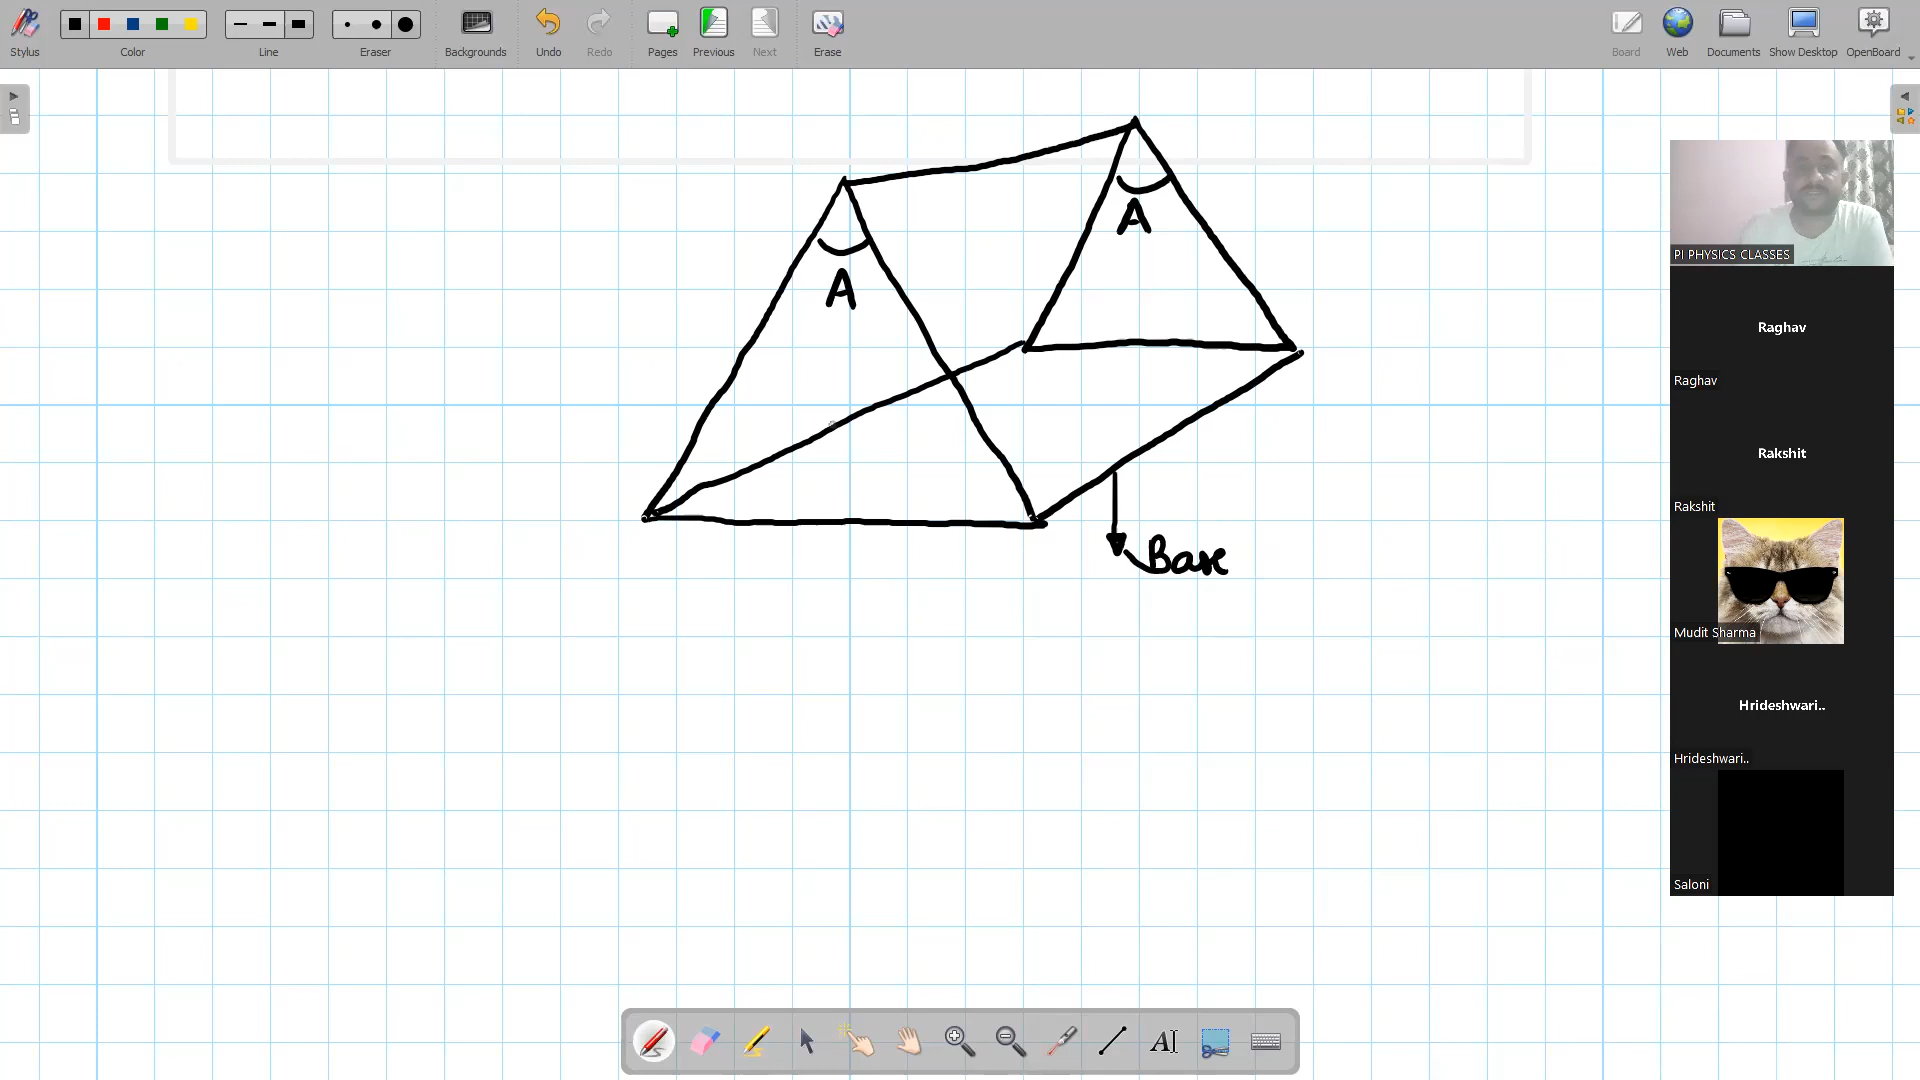 Stylus
Color
Line
Eraser
Backgrounds
Undo
Redo
Pages
Previous
Next
Erase
Board
Web
Documents
Show Desktop
OpenBoard
A
A
Base
PI PHYSICS CLASSES
Raghav
Raghav
Rakshit
Rakshit
Mudit Sharma
Hrideshwari..
Hrideshwari..
Saloni
AI